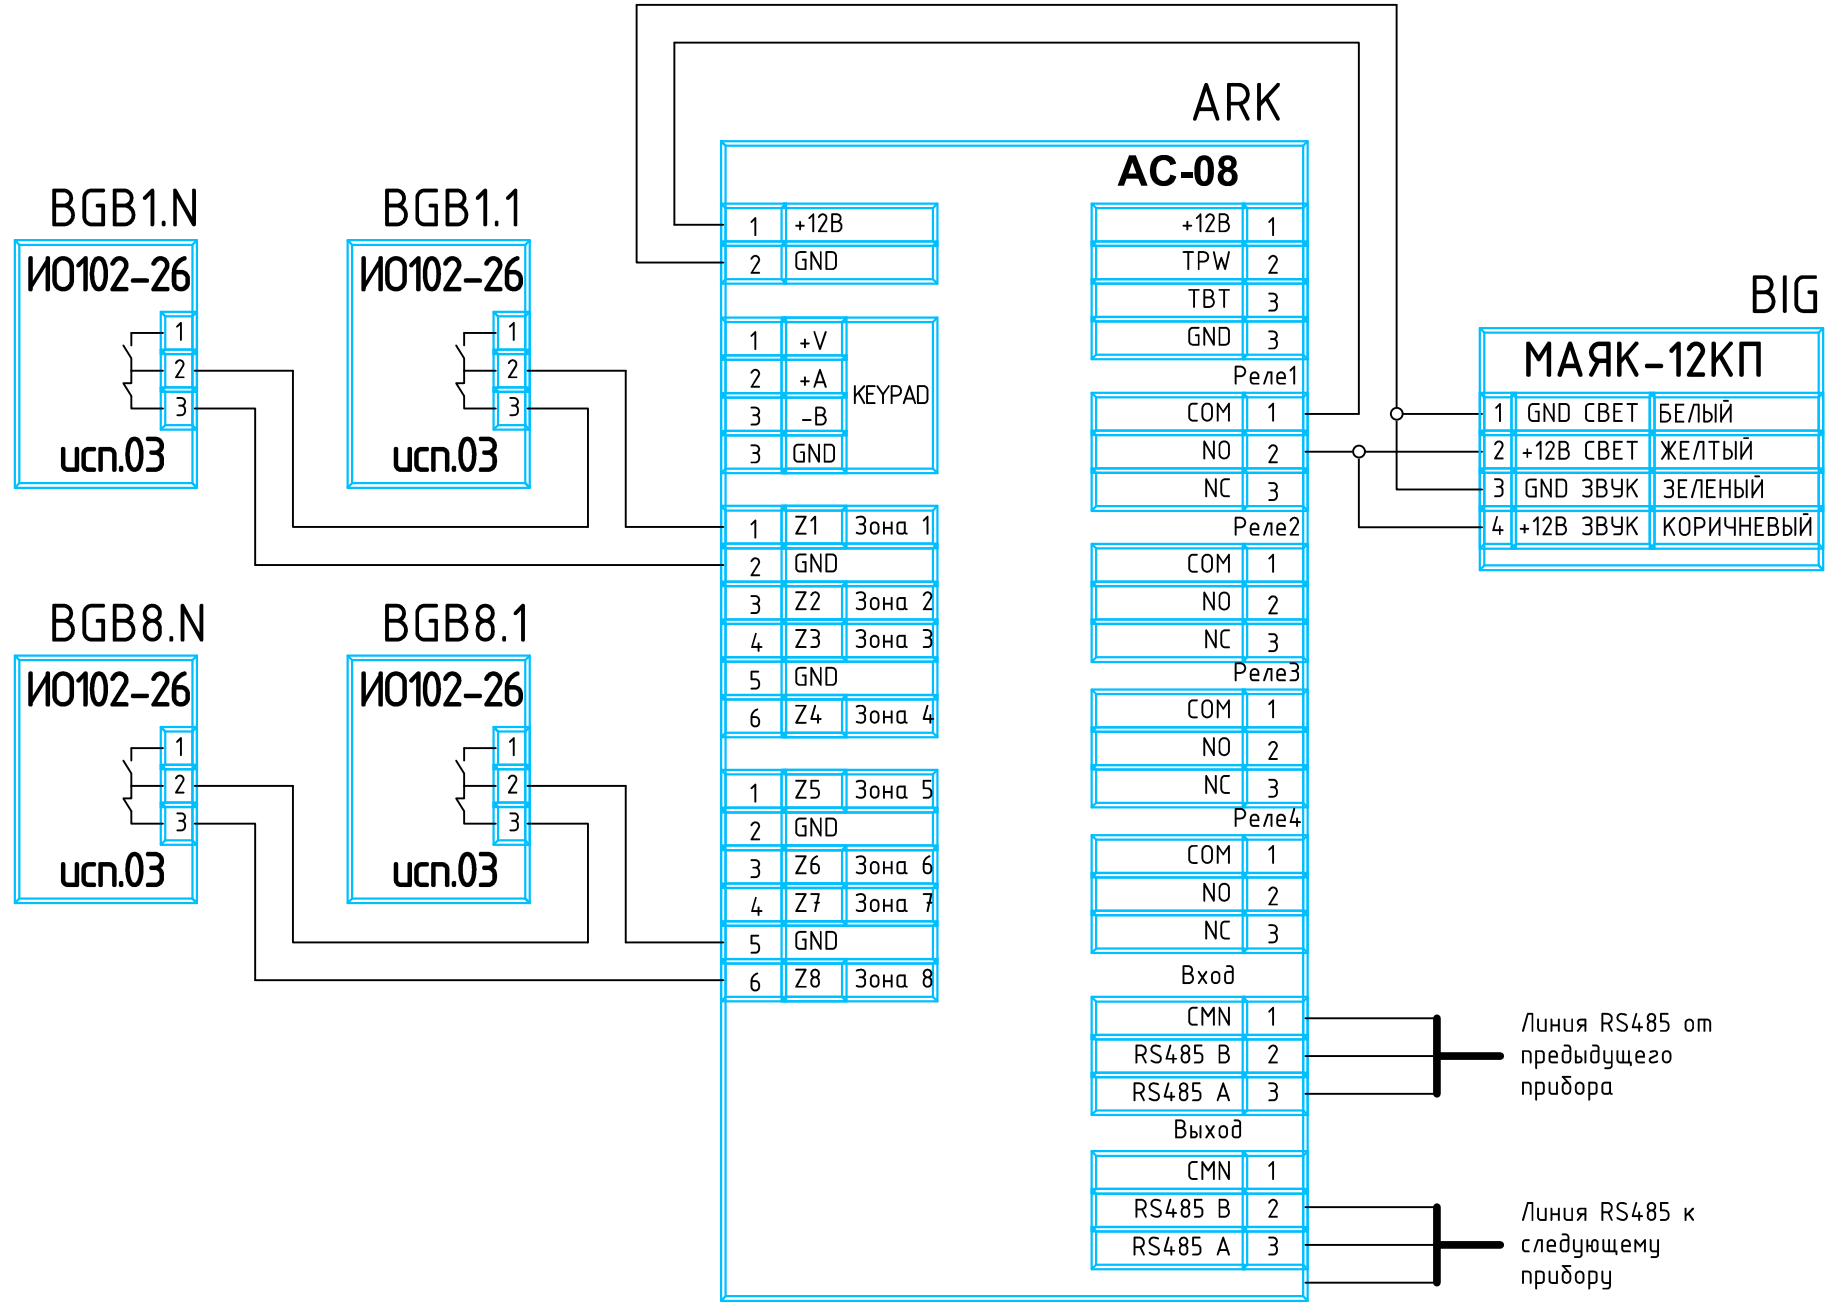 ARK
AC-08
BGB1.N
ИО102-26
1
2
3
исп.03
BGB1.1
ИО102-26
1
2
3
исп.03
BGB8.N
ИО102-26
1
2
3
исп.03
BGB8.1
ИО102-26
1
2
3
исп.03
1 +12В
2 GND
1 +V
2 +A
3 -B
3 GND
KEYPAD
1 Z1 Зона 1
2 GND
3 Z2 Зона 2
4 Z3 Зона 3
5 GND
6 Z4 Зона 4
1 Z5 Зона 5
2 GND
3 Z6 Зона 6
4 Z7 Зона 7
5 GND
6 Z8 Зона 8
+12В 1
TPW 2
TBT 3
GND 3
Реле1
COM 1
NO 2
NC 3
Реле2
COM 1
NO 2
NC 3
Реле3
COM 1
NO 2
NC 3
Реле4
COM 1
NO 2
NC 3
Вход
CMN 1
RS485 B 2
RS485 A 3
Выход
CMN 1
RS485 B 2
RS485 A 3
BIG
МАЯК-12КП
1 GND СВЕТ БЕЛЫЙ
2 +12В СВЕТ ЖЕЛТЫЙ
3 GND ЗВУК ЗЕЛЕНЫЙ
4 +12В ЗВУК КОРИЧНЕВЫЙ
Линия RS485 от
предыдущего
прибора
Линия RS485 к
следующему
прибору